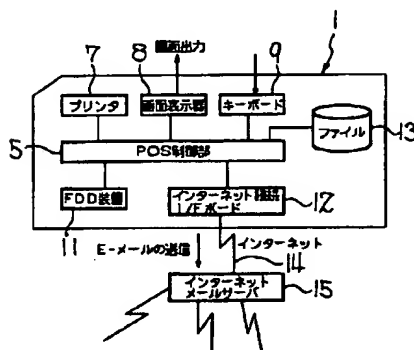 画面出力
1
7
8
9
プリンタ
画面表示器
キーボード
ファイル
13
5
POS制御部
FDD装置
インターネット接続
I/Fボード
12
11
E-メールの送信
インターネット
14
インターネット
メールサーバ
15